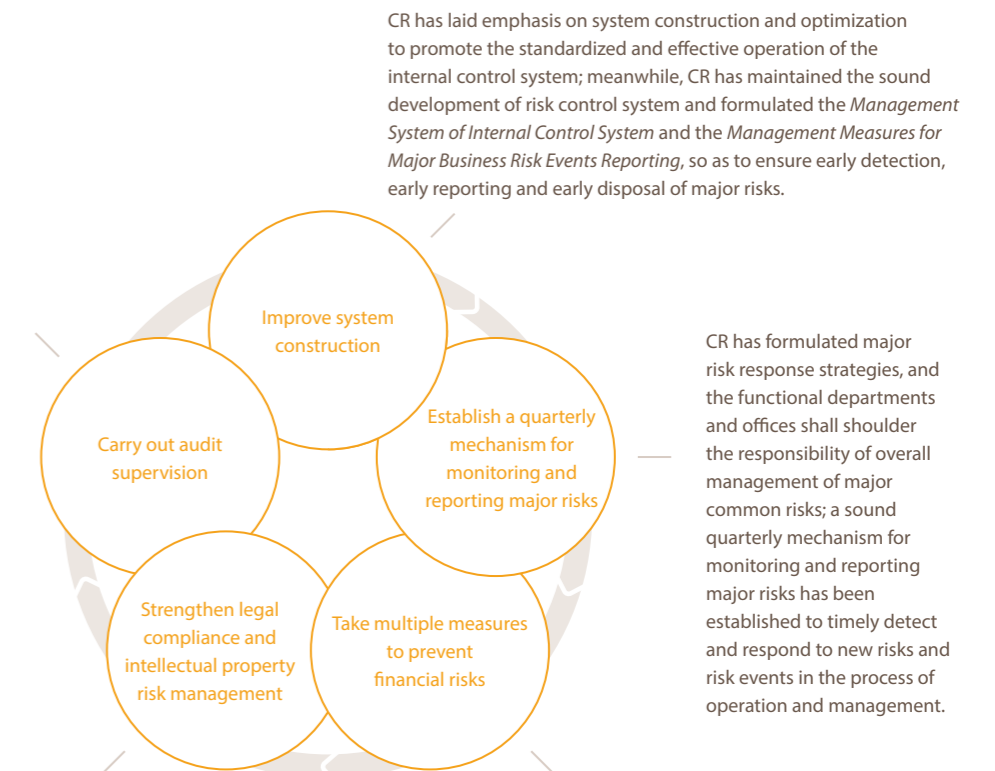 CR has laid emphasis on system construction and optimization
to promote the standardized and effective operation of the
internal control system; meanwhile, CR has maintained the sound
development of risk control system and formulated the Management
System of Internal Control System and the Management Measures for
Major Business Risk Events Reporting, so as to ensure early detection,
early reporting and early disposal of major risks.
Improve system
construction
Establish a quarterly
mechanism for
monitoring and
reporting major risks
CR has formulated major
risk response strategies, and
the functional departments
and offices shall shoulder
the responsibility of overall
management of major
common risks; a sound
quarterly mechanism for
monitoring and reporting
major risks has been
established to timely detect
and respond to new risks and
risk events in the process of
operation and management.
Take multiple measures
to prevent
financial risks
Strengthen legal
compliance and
intellectual property
risk management
Carry out audit
supervision